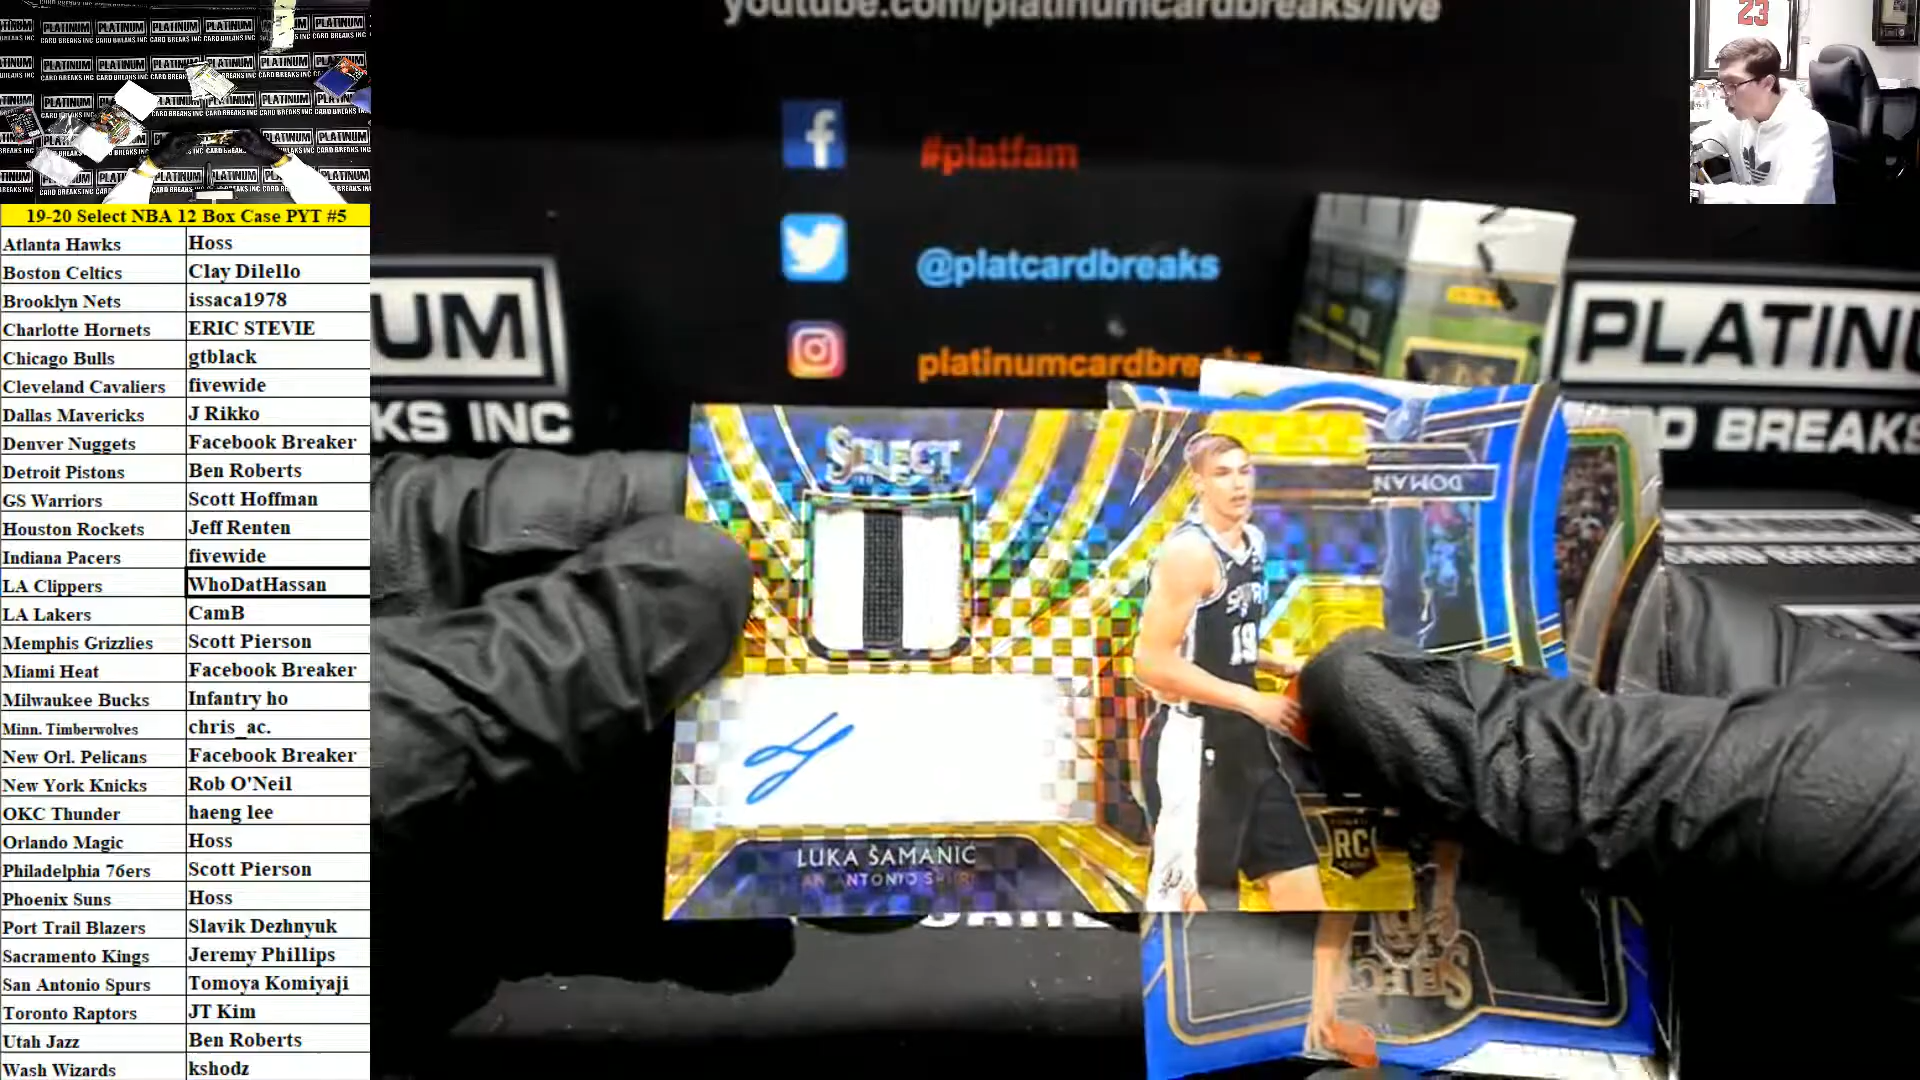 youtube.com/platinumcardbreaks/live
#platfam
@platcardbreaks
platinumcardbre
19-20 Select NBA 12 Box Case PYT #5
Atlanta Hawks Hoss
Boston Celtics Clay Dilello
Brooklyn Nets issaca1978
Charlotte Hornets ERIC STEVIE
Chicago Bulls gtblack
Cleveland Cavaliers fivewide
Dallas Mavericks J Rikko
Denver Nuggets Facebook Breaker
Detroit Pistons Ben Roberts
GS Warriors Scott Hoffman
Houston Rockets Jeff Renten
Indiana Pacers fivewide
LA Clippers WhoDatHassan
LA Lakers CamB
Memphis Grizzlies Scott Pierson
Miami Heat Facebook Breaker
Milwaukee Bucks Infantry ho
Minn. Timberwolves chris_ac.
New Orl. Pelicans Facebook Breaker
New York Knicks Rob O'Neil
OKC Thunder haeng lee
Orlando Magic Hoss
Philadelphia 76ers Scott Pierson
Phoenix Suns Hoss
Port Trail Blazers Slavik Dezhnyuk
Sacramento Kings Jeremy Phillips
San Antonio Spurs Tomoya Komiyaji
Toronto Raptors JT Kim
Utah Jazz Ben Roberts
Wash Wizards kshodz
UM
KS INC
PLATINU
D BREAKS
SELECT
DOMAN
19
RC
LUKA ŠAMANIĆ
SAN ANTONIO SPURS
SELECT
23